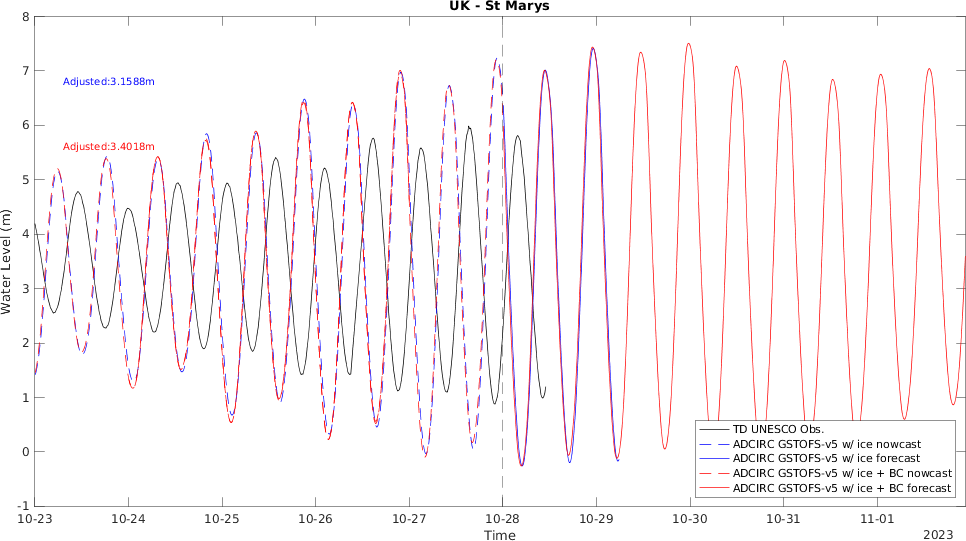 UK - St Marys
8
7
6
5
4
3
2
1
0
-1
Water Level (m)
Adjusted:3.1588m
Adjusted:3.4018m
TD UNESCO Obs.
ADCIRC GSTOFS-v5 w/ ice nowcast
ADCIRC GSTOFS-v5 w/ ice forecast
ADCIRC GSTOFS-v5 w/ ice + BC nowcast
ADCIRC GSTOFS-v5 w/ ice + BC forecast
10-23 10-24 10-25 10-26 10-27 10-28 10-29 10-30 10-31 11-01
Time
2023